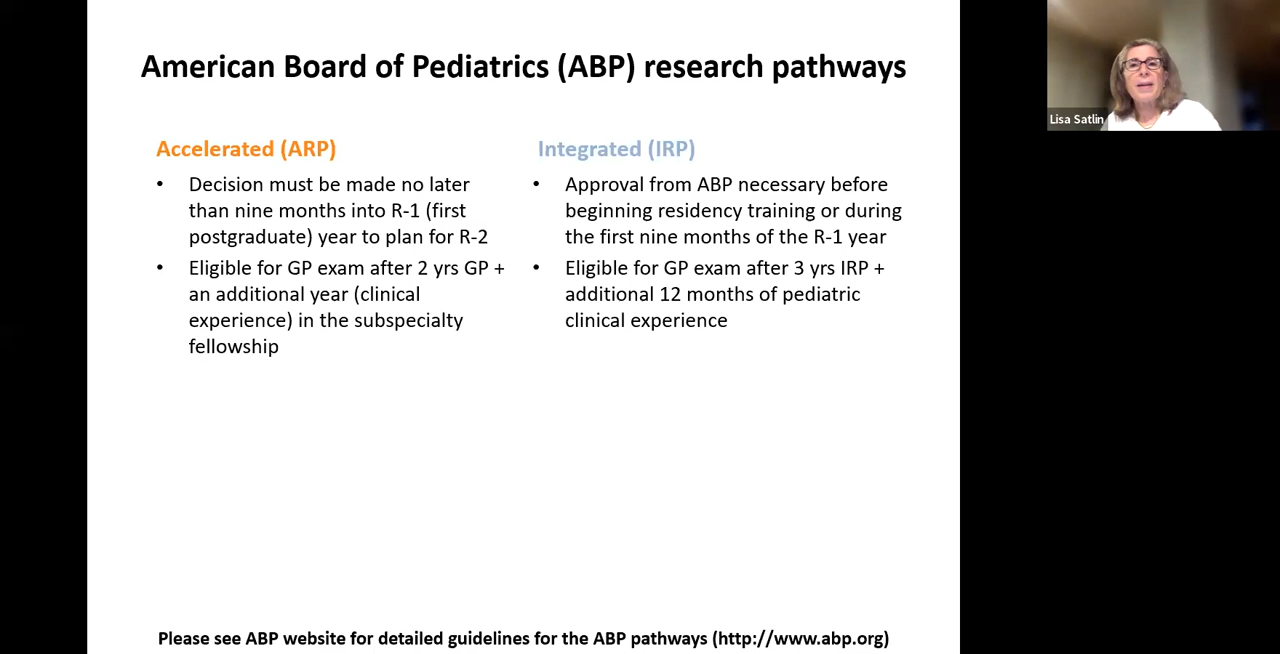 American Board of Pediatrics (ABP) research pathways
Accelerated (ARP)
• Decision must be made no later
than nine months into R-1 (first
postgraduate) year to plan for R-2
• Eligible for GP exam after 2 yrs GP +
an additional year (clinical
experience) in the subspecialty
fellowship
Integrated (IRP)
• Approval from ABP necessary before
beginning residency training or during
the first nine months of the R-1 year
• Eligible for GP exam after 3 yrs IRP +
additional 12 months of pediatric
clinical experience
Please see ABP website for detailed guidelines for the ABP pathways (http://www.abp.org)
Lisa Satlin